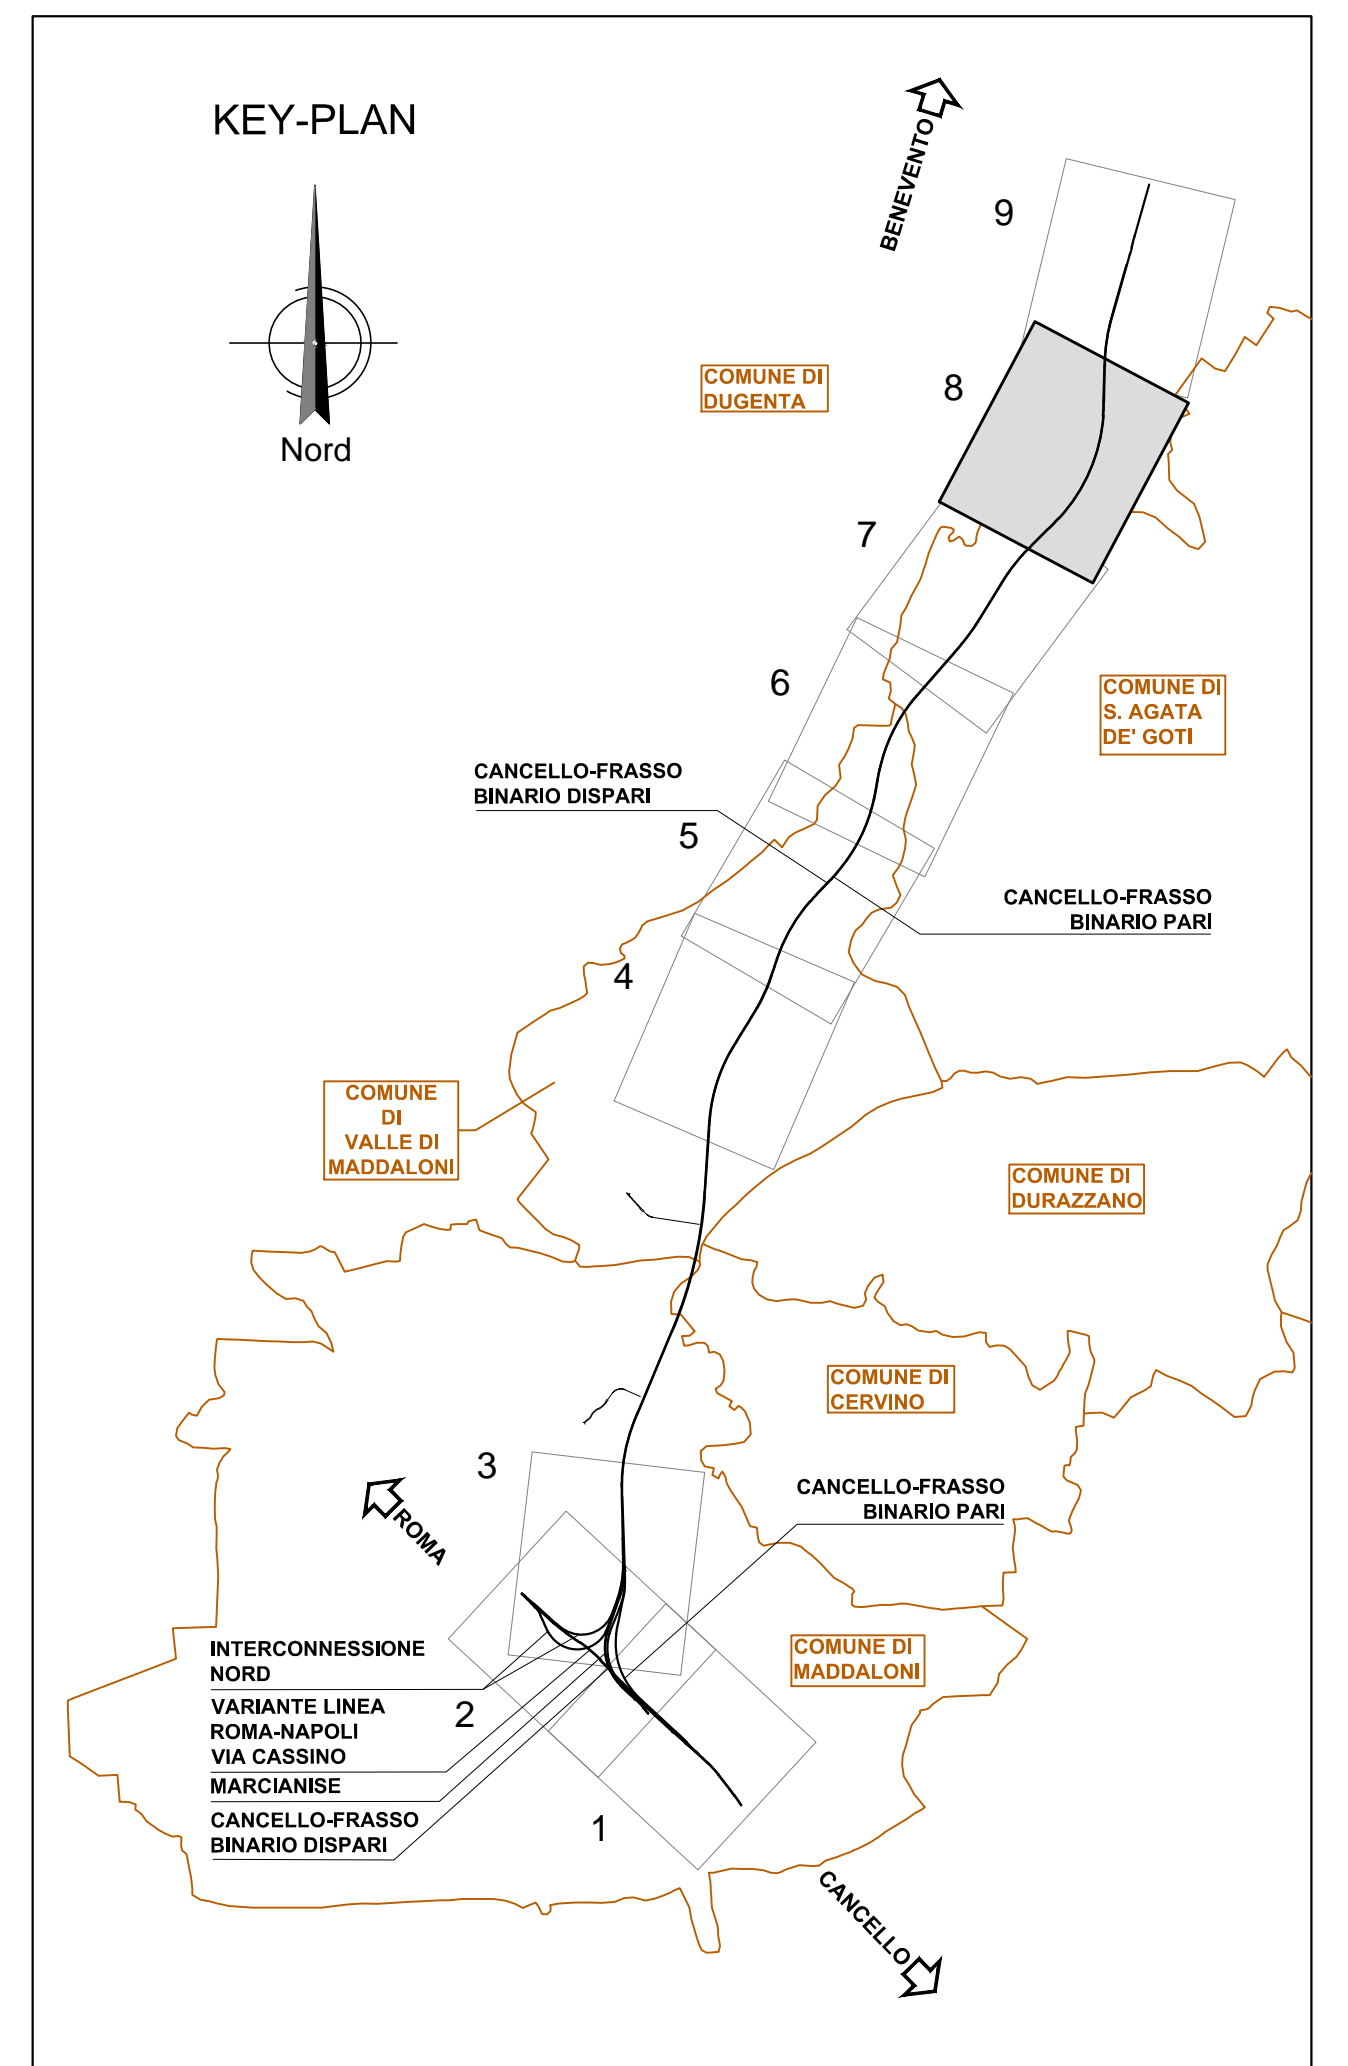 KEY-PLAN
Nord
BENEVENTO
9
8
COMUNE DI
DUGENTA
7
6
COMUNE DI
S. AGATA
DE' GOTI
CANCELLO-FRASSO
BINARIO DISPARI
5
CANCELLO-FRASSO
BINARIO PARI
4
COMUNE
DI
VALLE DI
MADDALONI
COMUNE DI
DURAZZANO
COMUNE DI
CERVINO
3
CANCELLO-FRASSO
BINARIO PARI
ROMA
INTERCONNESSIONE
NORD
COMUNE DI
MADDALONI
VARIANTE LINEA
ROMA-NAPOLI
VIA CASSINO
2
MARCIANISE
CANCELLO-FRASSO
BINARIO DISPARI
1
CANCELLO